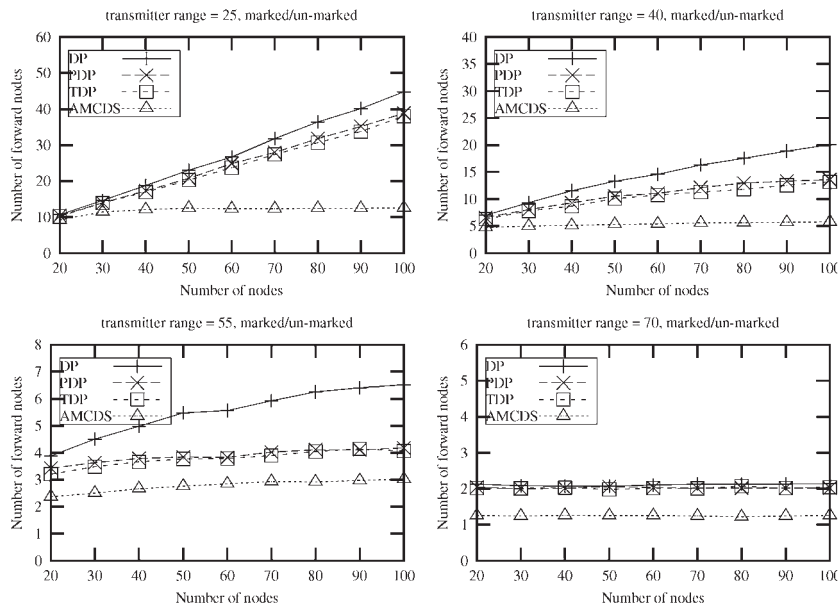 transmitter range = 25, marked/un-marked
60
50
40
30
20
10
0
Number of forward nodes
DP
PDP
TDP
AMCDS
20 30 40 50 60 70 80 90 100
Number of nodes
transmitter range = 40, marked/un-marked
40
35
30
25
20
15
10
5
0
Number of forward nodes
DP
PDP
TDP
AMCDS
20 30 40 50 60 70 80 90 100
Number of nodes
transmitter range = 55, marked/un-marked
8
7
6
5
4
3
2
1
0
Number of forward nodes
DP
PDP
TDP
AMCDS
20 30 40 50 60 70 80 90 100
Number of nodes
transmitter range = 70, marked/un-marked
6
5
4
3
2
1
0
Number of forward nodes
DP
PDP
TDP
AMCDS
20 30 40 50 60 70 80 90 100
Number of nodes